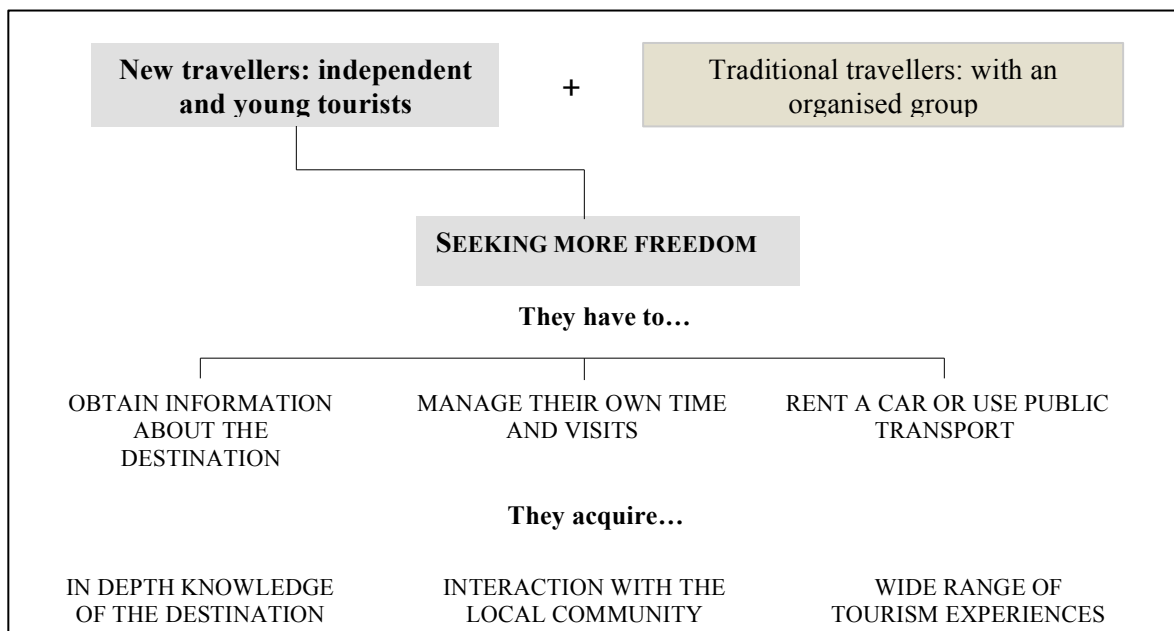 New travellers: independent
and young tourists
+
Traditional travellers: with an
organised group
SEEKING MORE FREEDOM
They have to…
OBTAIN INFORMATION
ABOUT THE
DESTINATION
MANAGE THEIR OWN TIME
AND VISITS
RENT A CAR OR USE PUBLIC
TRANSPORT
They acquire…
IN DEPTH KNOWLEDGE
OF THE DESTINATION
INTERACTION WITH THE
LOCAL COMMUNITY
WIDE RANGE OF
TOURISM EXPERIENCES